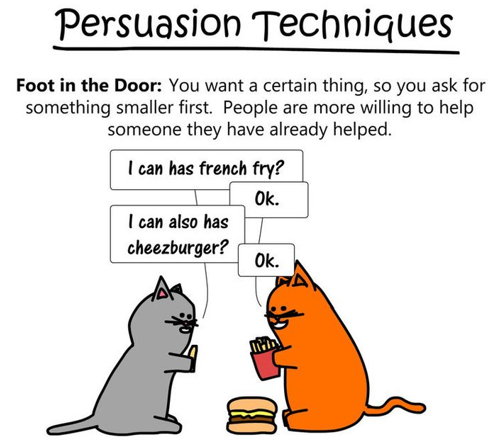 Persuasion Techniques
Foot in the Door: You want a certain thing, so you ask for
something smaller first. People are more willing to help
someone they have already helped.
I can has french fry?
Ok.
I can also has
cheezburger?
Ok.